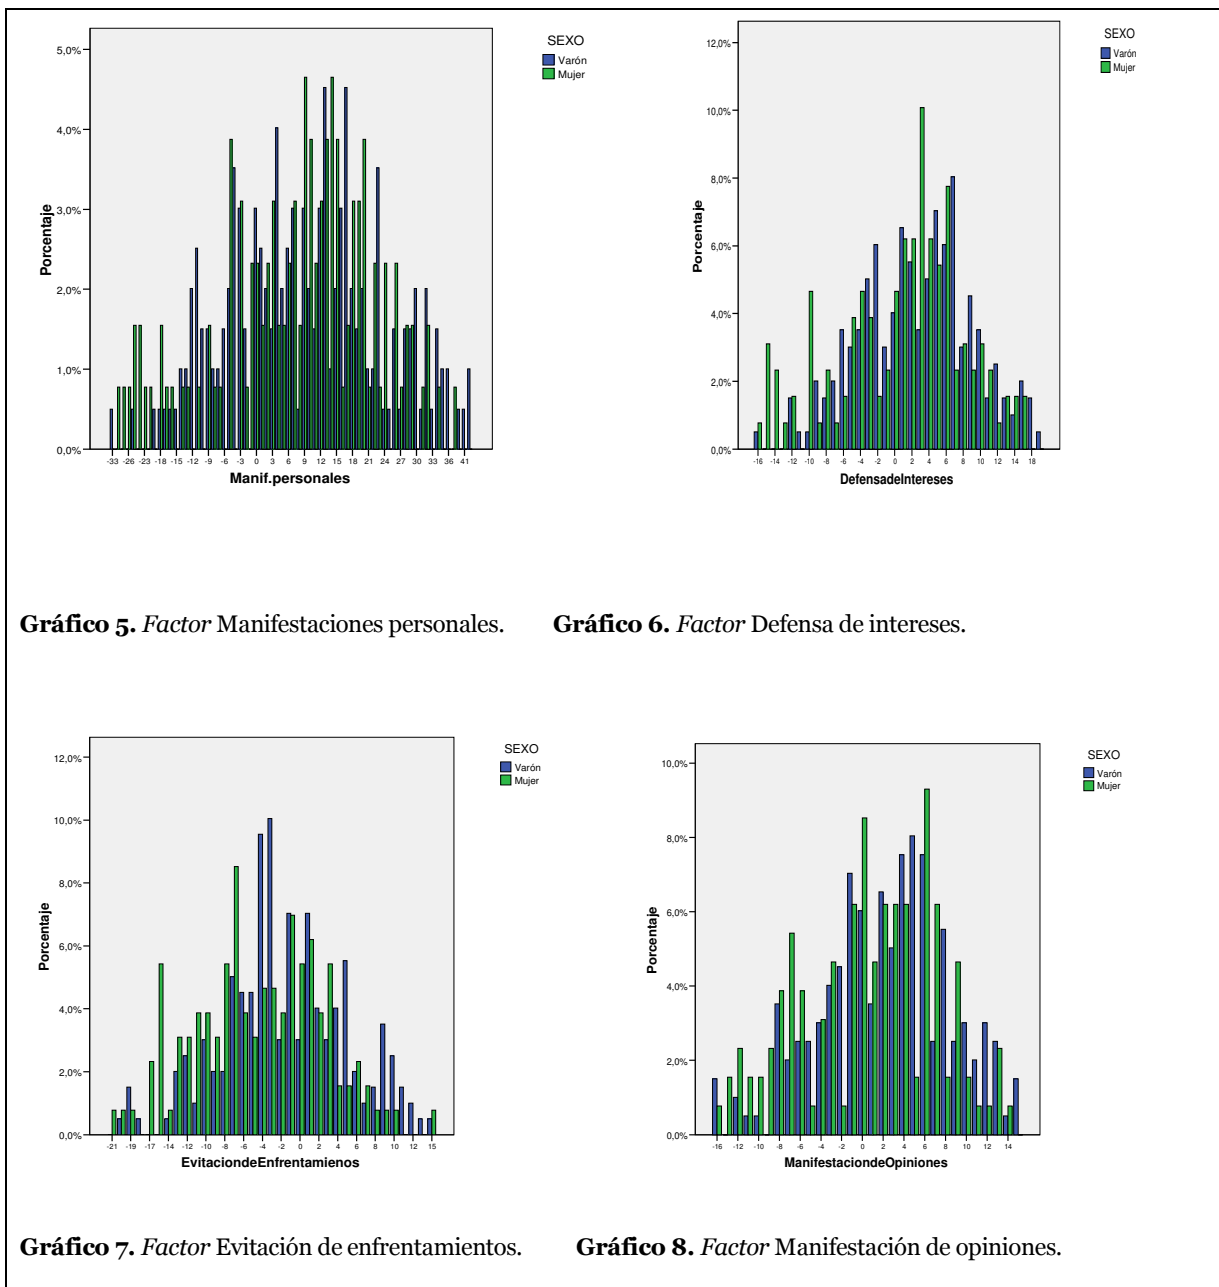 SEXO
Varón
Mujer
5,0%
4,0%
3,0%
2,0%
1,0%
0,0%
Porcentaje
-33 -26 -23 -18 -15 -12 -9 -6 -3 0 3 6 9 12 15 18 21 24 27 30 33 36 41
Manif.personales
SEXO
Varón
Mujer
12,0%
10,0%
8,0%
6,0%
4,0%
2,0%
0,0%
Porcentaje
-16 -14 -12 -10 -8 -6 -4 -2 0 2 4 6 8 10 12 14 18
DefensadeIntereses
Gráfico 5. Factor Manifestaciones personales. Gráfico 6. Factor Defensa de intereses.
SEXO
Varón
Mujer
12,0%
10,0%
8,0%
6,0%
4,0%
2,0%
0,0%
Porcentaje
-21 -19 -17 -14 -12 -10 -8 -6 -4 -2 0 2 4 6 8 10 12 15
EvitaciondeEnfrentamienos
SEXO
Varón
Mujer
10,0%
8,0%
6,0%
4,0%
2,0%
0,0%
Porcentaje
-16 -12 -10 -8 -6 -4 -2 0 2 4 6 8 10 12 14
ManifestaciondeOpiniones
Gráfico 7. Factor Evitación de enfrentamientos. Gráfico 8. Factor Manifestación de opiniones.